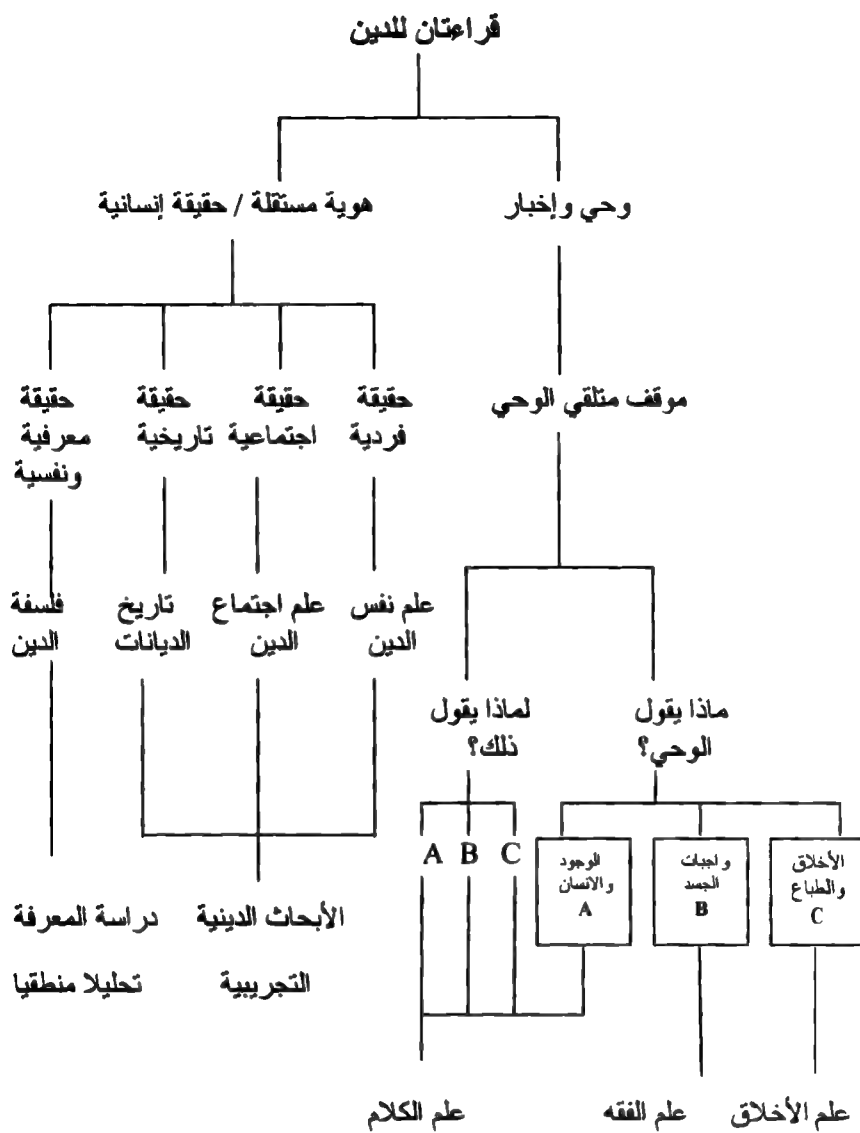 قراءتان للدين
وحي وإخبار
هوية مستقلة / حقيقة إنسانية
موقف متلقي الوحي
حقيقة
فردية
حقيقة
اجتماعية
حقيقة
تاريخية
حقيقة
معرفية
ونفسية
علم نفس
الدين
علم اجتماع
الدين
تاريخ
الديانات
فلسفة
الدين
ماذا يقول
الوحي؟
لماذا يقول
ذلك؟
الأخلاق
والطباع
C
واجبات
الجسد
B
الوجود
والانسان
A
A B C
الأبحاث الدينية
التجريبية
دراسة المعرفة
تحليلا منطقيا
علم الأخلاق
علم الفقه
علم الكلام